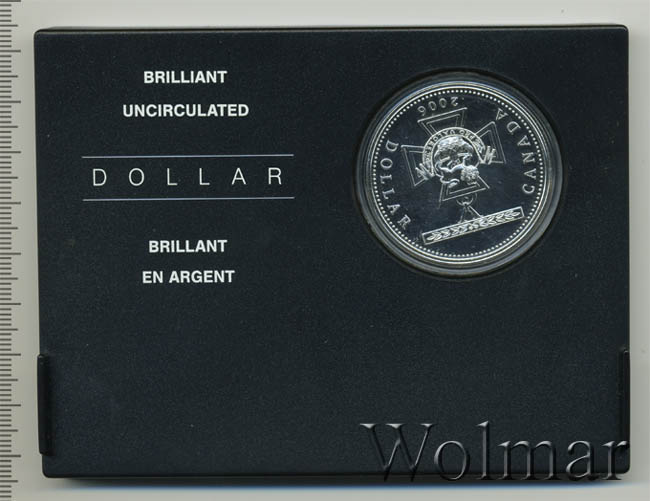 BRILLIANT
UNCIRCULATED
DOLLAR
BRILLANT
EN ARGENT
2006
CANADA
DOLLAR
Wolmar